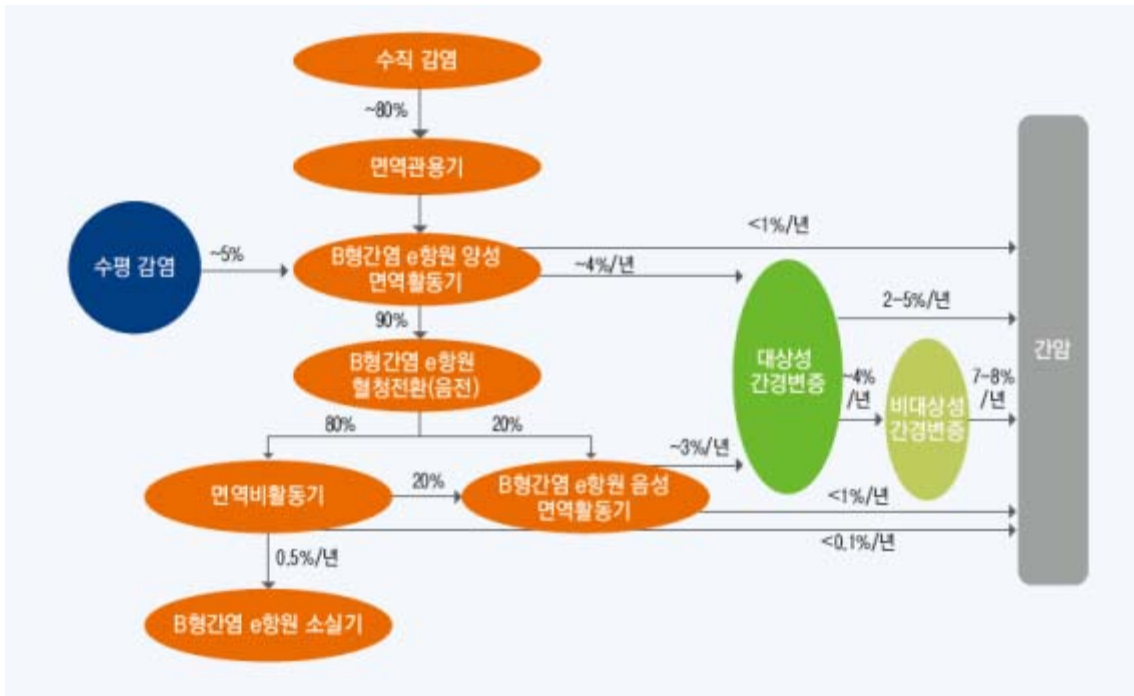 수직 감염
~80%
면역관용기
<1%/년
수평 감염
~5%
B형간염 e항원 양성
면역활동기
~4%/년
90%
2-5%/년
B형간염 e항원
혈청전환(음전)
대상성
간경변증
~4%
/년
비대상성
간경변증
7-8%
/년
간암
80%
20%
~3%/년
면역비활동기
20%
B형간염 e항원 음성
면역활동기
<1%/년
<0.1%/년
0.5%/년
B형간염 e항원 소실기